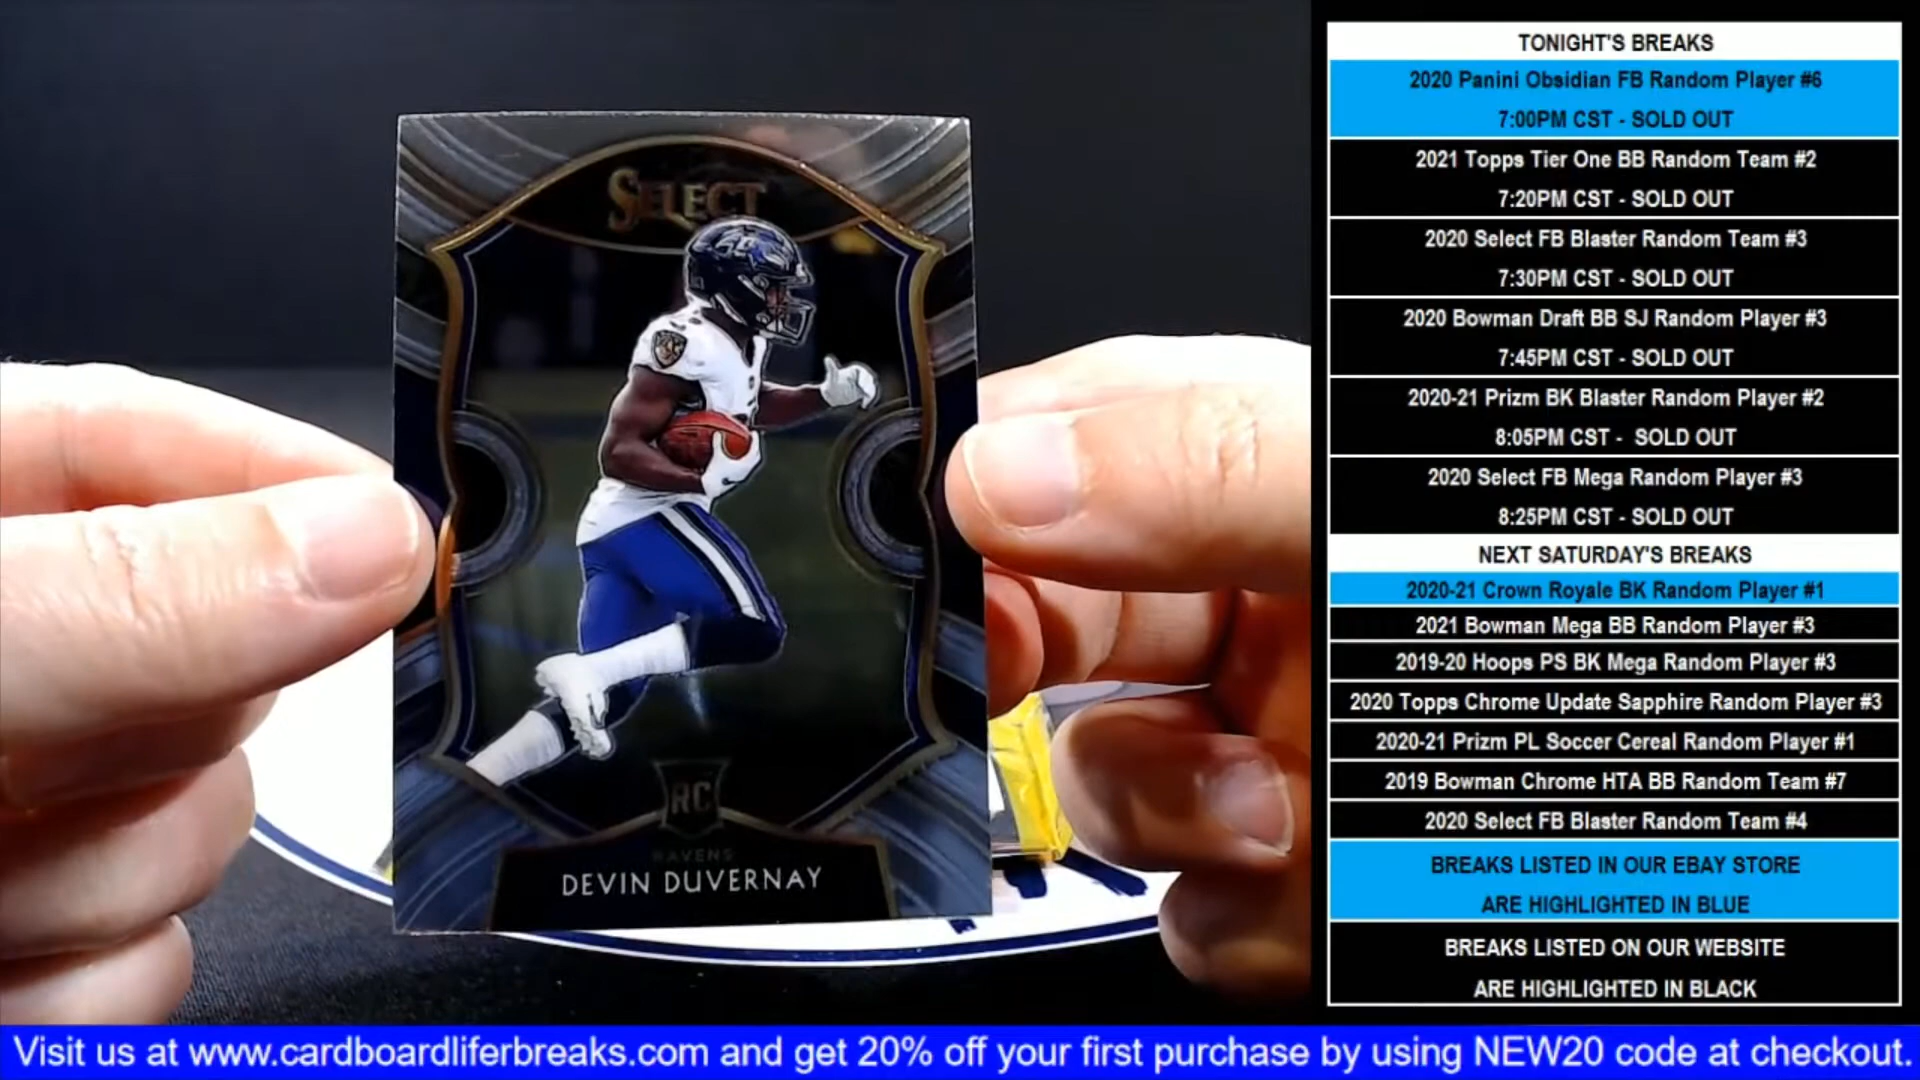 SELECT
RC
RAVENS
DEVIN DUVERNAY
TONIGHT'S BREAKS
2020 Panini Obsidian FB Random Player #6
7:00PM CST - SOLD OUT
2021 Topps Tier One BB Random Team #2
7:20PM CST - SOLD OUT
2020 Select FB Blaster Random Team #3
7:30PM CST - SOLD OUT
2020 Bowman Draft BB SJ Random Player #3
7:45PM CST - SOLD OUT
2020-21 Prizm BK Blaster Random Player #2
8:05PM CST -  SOLD OUT
2020 Select FB Mega Random Player #3
8:25PM CST - SOLD OUT
NEXT SATURDAY'S BREAKS
2020-21 Crown Royale BK Random Player #1
2021 Bowman Mega BB Random Player #3
2019-20 Hoops PS BK Mega Random Player #3
2020 Topps Chrome Update Sapphire Random Player #3
2020-21 Prizm PL Soccer Cereal Random Player #1
2019 Bowman Chrome HTA BB Random Team #7
2020 Select FB Blaster Random Team #4
BREAKS LISTED IN OUR EBAY STORE
ARE HIGHLIGHTED IN BLUE
BREAKS LISTED ON OUR WEBSITE
ARE HIGHLIGHTED IN BLACK
Visit us at www.cardboardliferbreaks.com and get 20% off your first purchase by using NEW20 code at checkout.